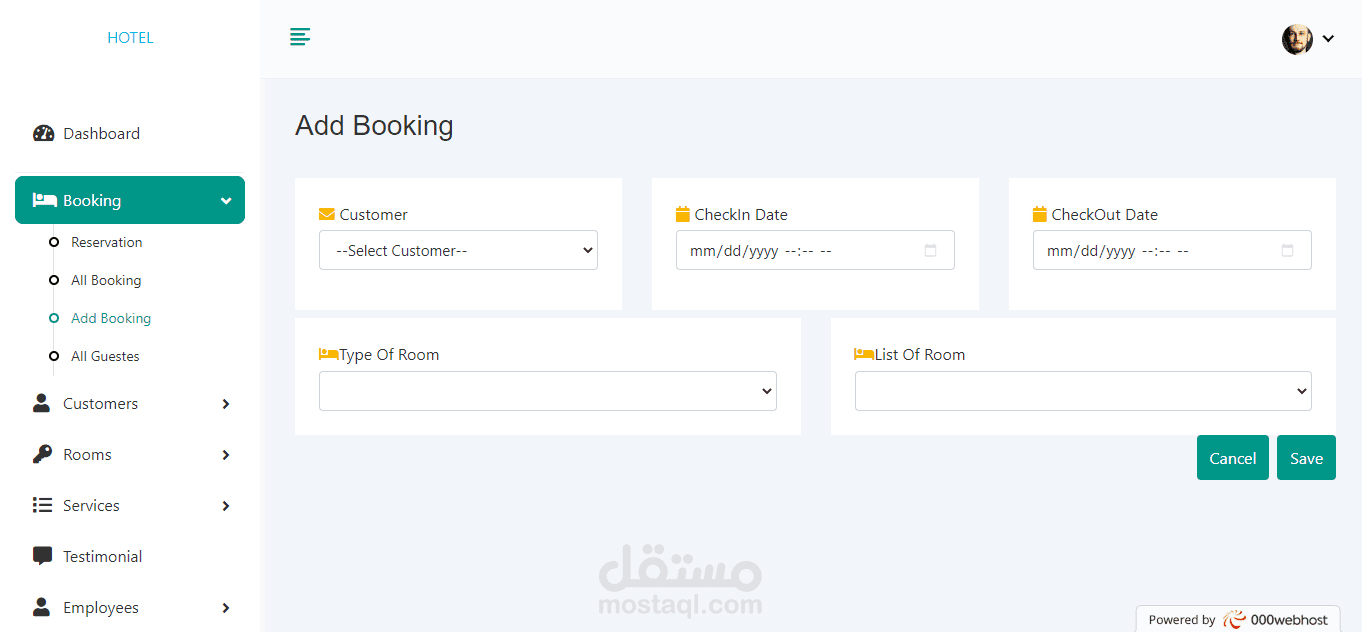 HOTEL
Dashboard
Booking
Reservation
All Booking
Add Booking
All Guestes
Customers
Rooms
Services
Testimonial
Employees
Add Booking
Customer
--Select Customer--
CheckIn Date
mm/dd/yyyy --:-- --
CheckOut Date
mm/dd/yyyy --:-- --
Type Of Room
List Of Room
Cancel
Save
مستقل
mostaql.com
Powered by 000webhost